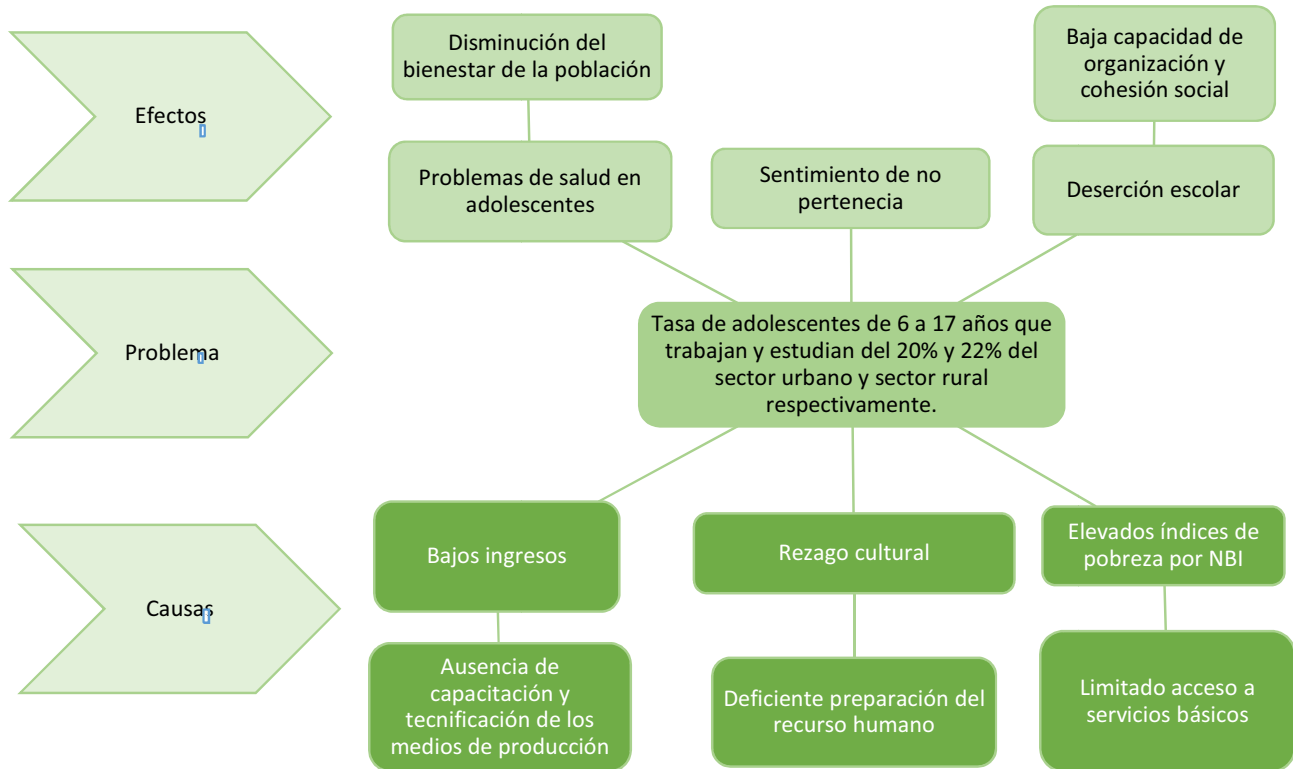 Efectos
Disminución del
bienestar de la población
Baja capacidad de
organización y
cohesión social
Problemas de salud en
adolescentes
Sentimiento de no
pertenecia
Deserción escolar
Problema
Tasa de adolescentes de 6 a 17 años que
trabajan y estudian del 20% y 22% del
sector urbano y sector rural
respectivamente.
Causas
Bajos ingresos
Rezago cultural
Elevados índices de
pobreza por NBI
Ausencia de
capacitación y
tecnificación de los
medios de producción
Deficiente preparación del
recurso humano
Limitado acceso a
servicios básicos